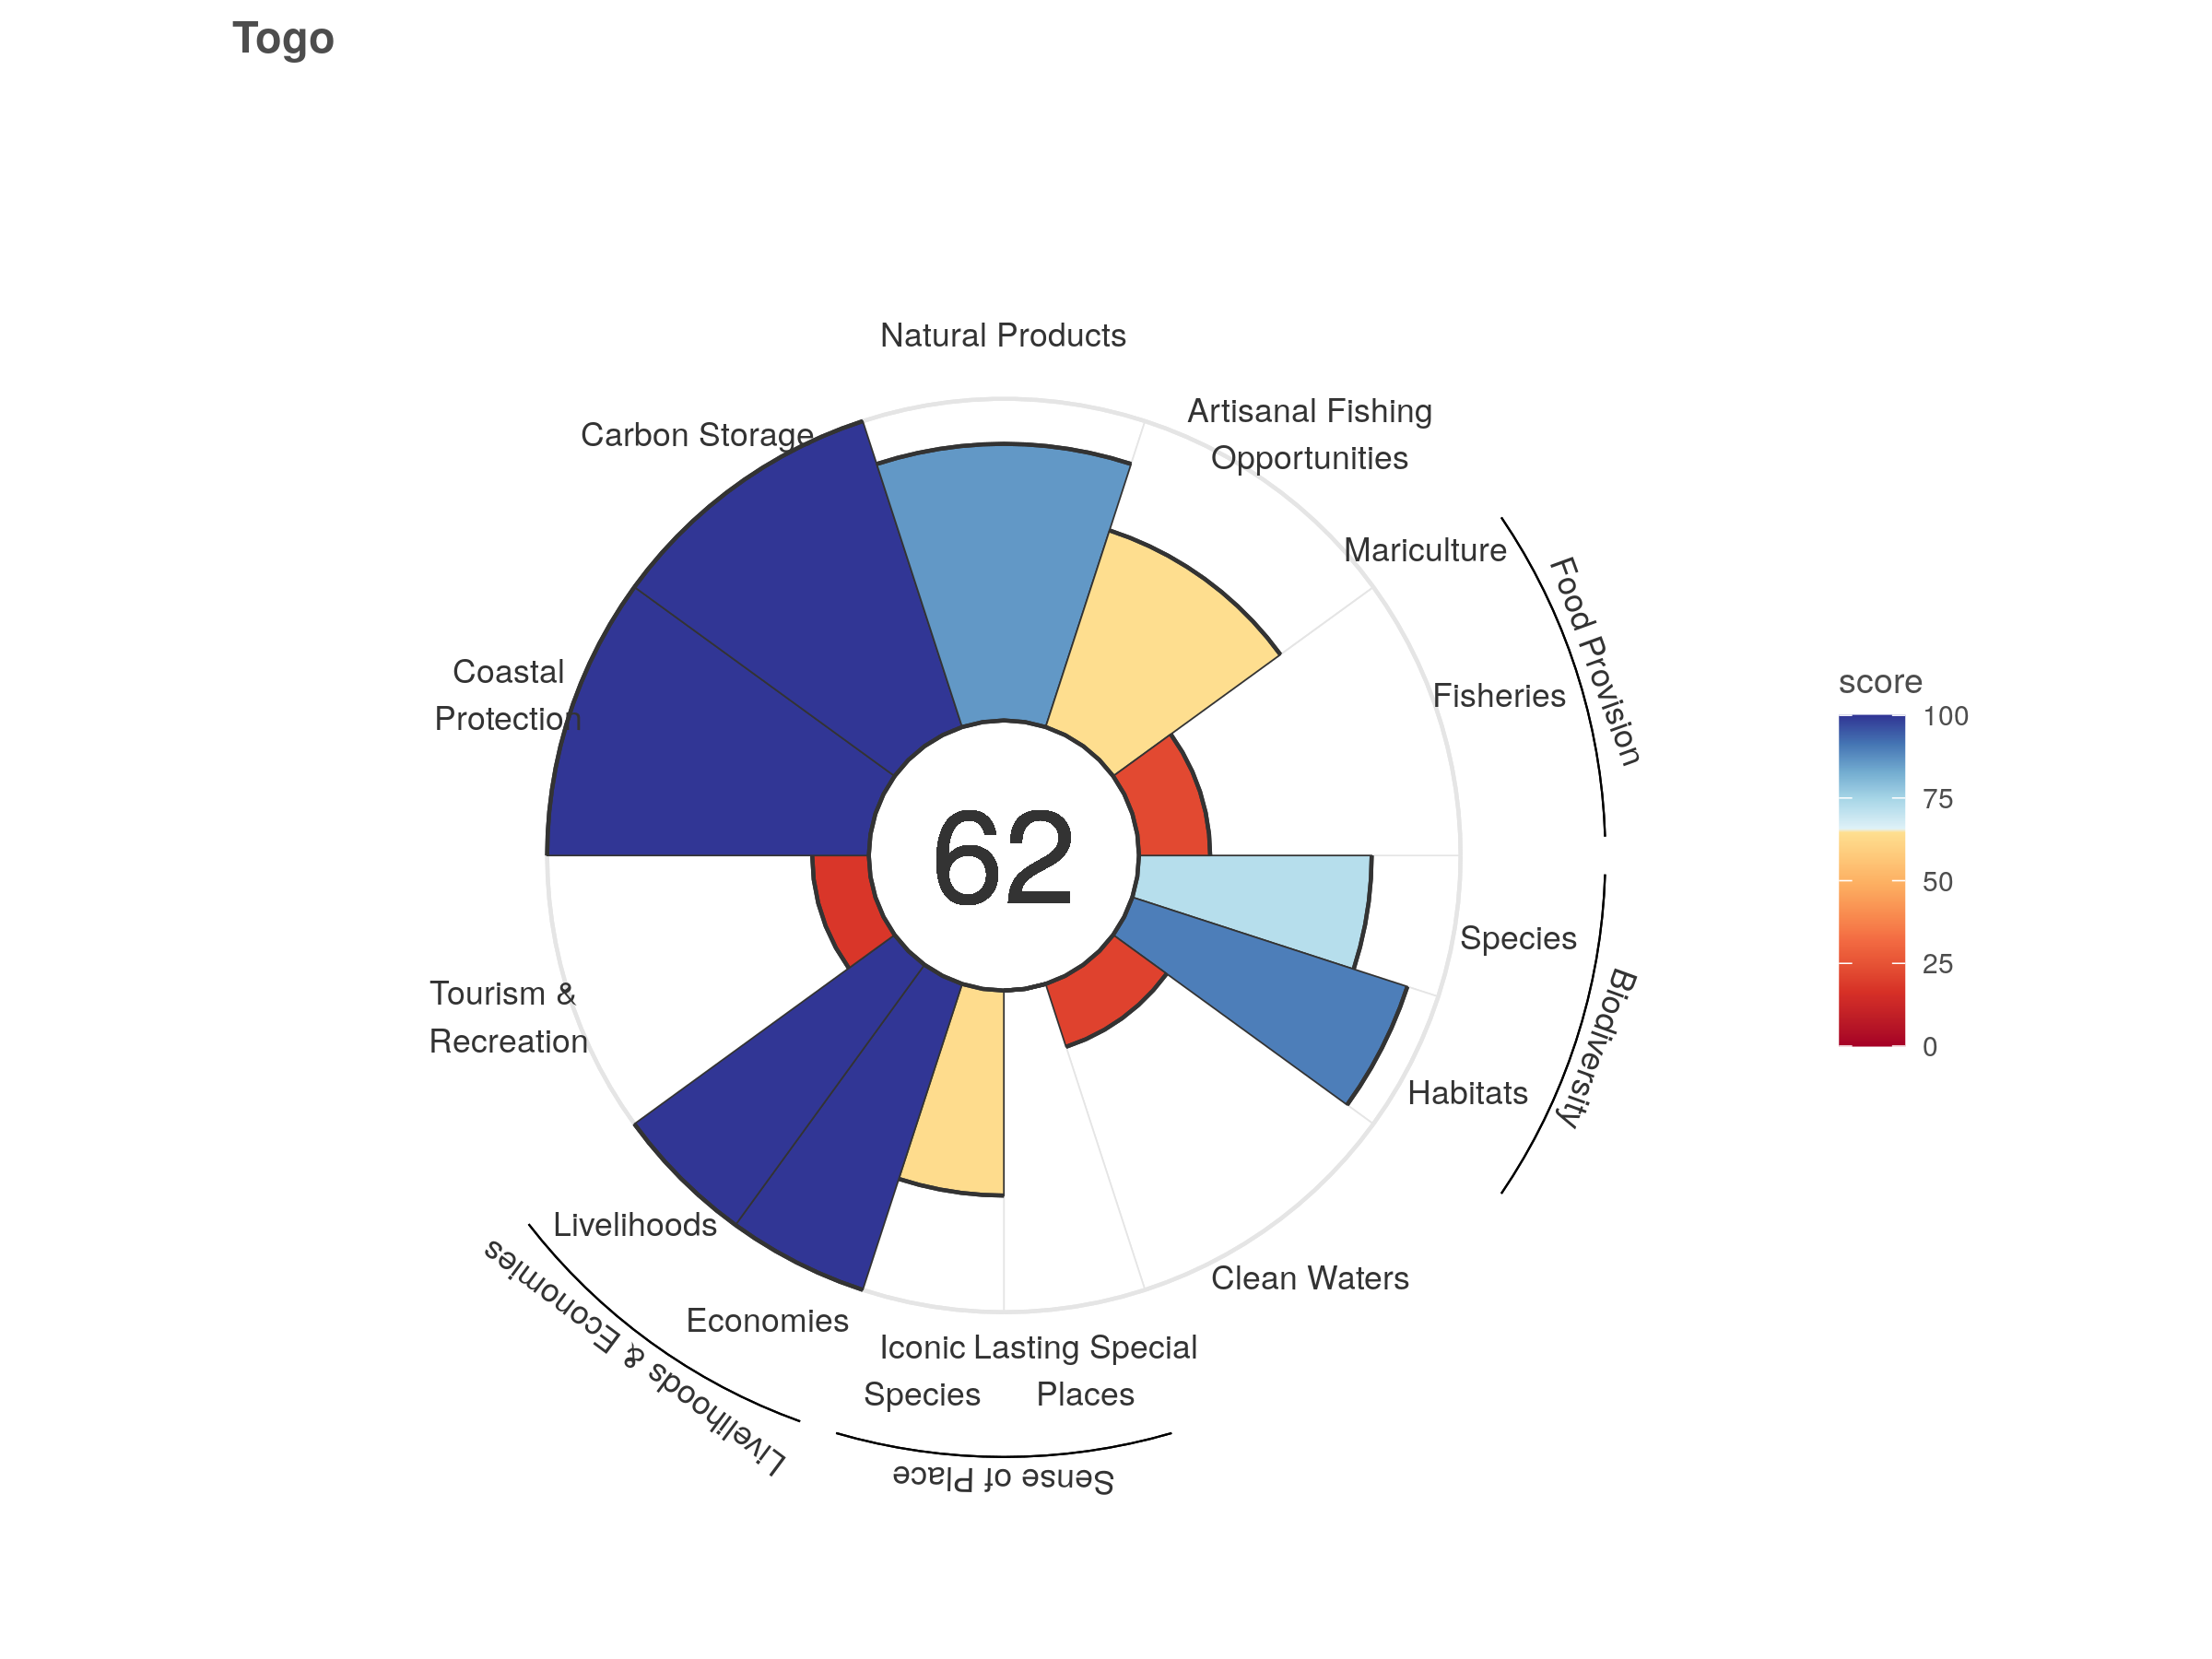 Togo
Natural Products
Artisanal Fishing
Opportunities
Carbon Storage
Mariculture
Food Provision
Fisheries
Coastal
Protection
62
score
100
75
50
25
0
Species
Biodiversity
Habitats
Tourism &
Recreation
Clean Waters
Livelihoods
Economies
Livelihoods & Economies
Iconic
Species
Lasting Special
Places
Sense of Place